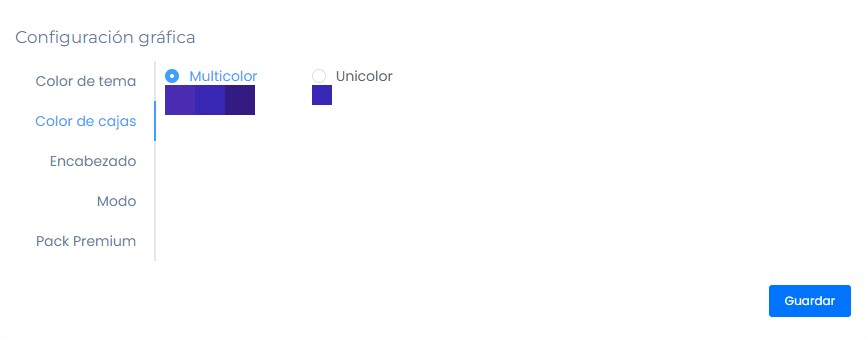 Configuración gráfica
Color de tema
Color de cajas
Encabezado
Modo
Pack Premium
Multicolor
Unicolor
Guardar